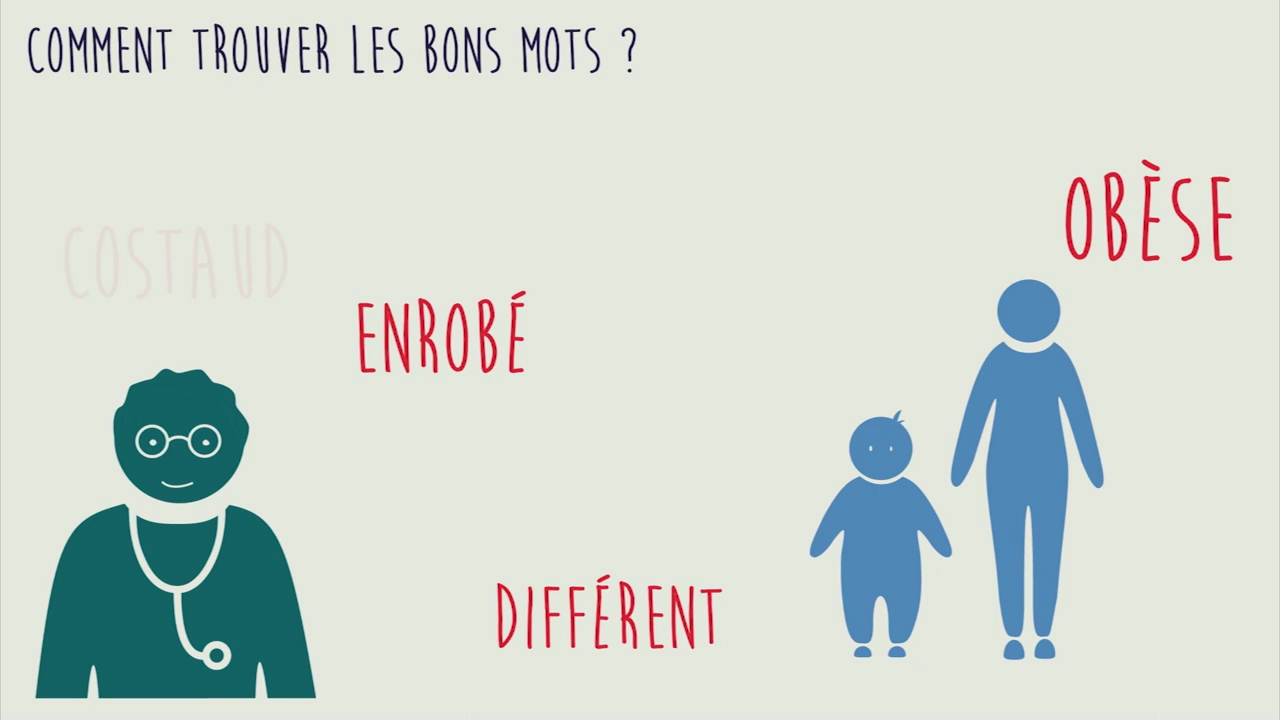 COMMENT TROUVER LES BONS MOTS ?
OBÈSE
COSTAUD
ENROBÉ
DIFFÉRENT